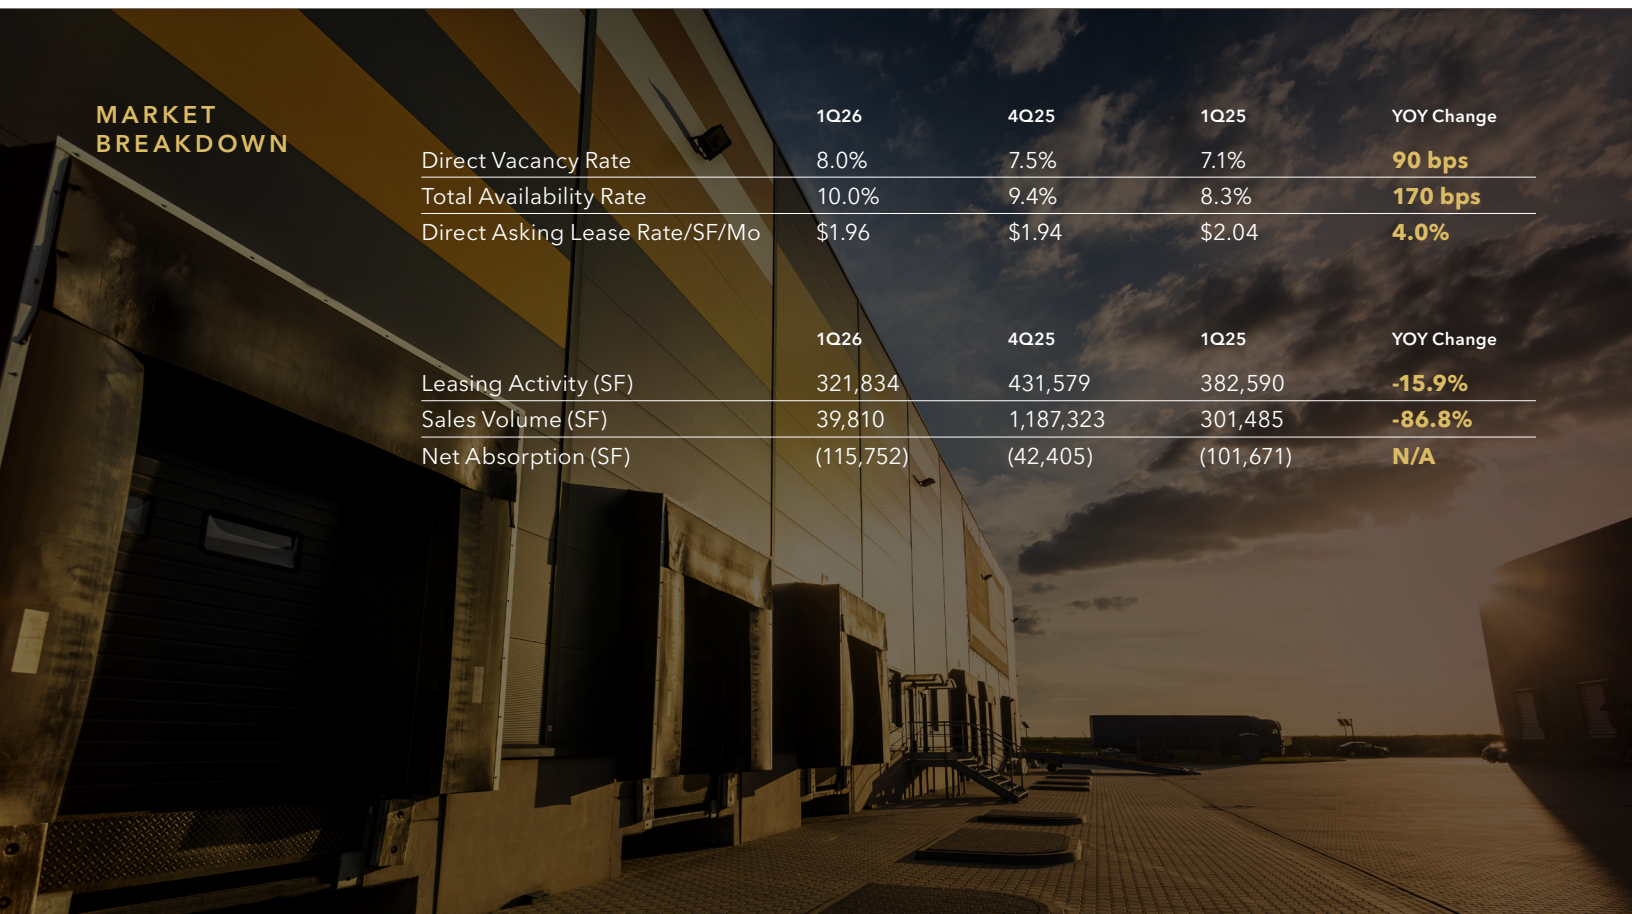 MARKET
BREAKDOWN
1Q26 4Q25 1Q25 YOY Change
Direct Vacancy Rate 8.0% 7.5% 7.1% 90 bps
Total Availability Rate 10.0% 9.4% 8.3% 170 bps
Direct Asking Lease Rate/SF/Mo $1.96 $1.94 $2.04 4.0%
1Q26 4Q25 1Q25 YOY Change
Leasing Activity (SF) 321,834 431,579 382,590 -15.9%
Sales Volume (SF) 39,810 1,187,323 301,485 -86.8%
Net Absorption (SF) (115,752) (42,405) (101,671) N/A